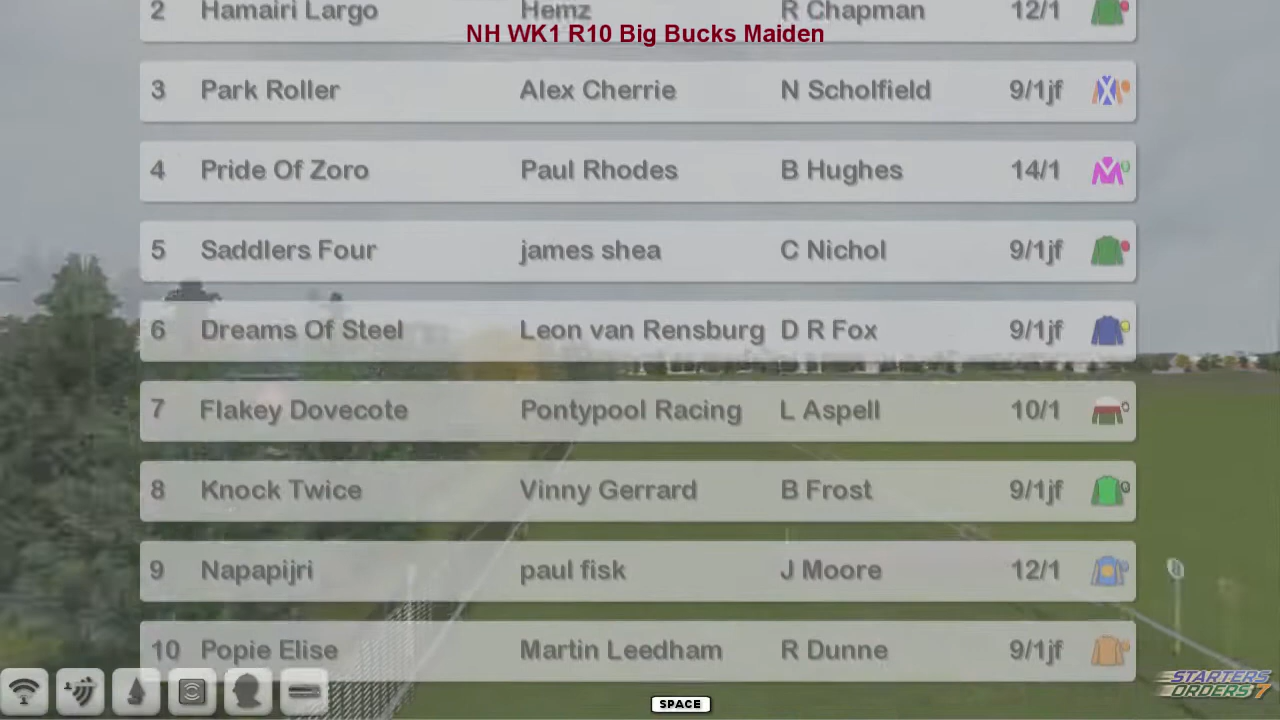 2 Hamairi Largo Hemz R Chapman 12/1
NH WK1 R10 Big Bucks Maiden
3 Park Roller Alex Cherrie N Scholfield 9/1jf
4 Pride Of Zoro Paul Rhodes B Hughes 14/1
5 Saddlers Four james shea C Nichol 9/1jf
6 Dreams Of Steel Leon van Rensburg D R Fox 9/1jf
7 Flakey Dovecote Pontypool Racing L Aspell 10/1
8 Knock Twice Vinny Gerrard B Frost 9/1jf
9 Napapijri paul fisk J Moore 12/1
10 Popie Elise Martin Leedham R Dunne 9/1jf
SPACE
STARTERS
ORDERS 7